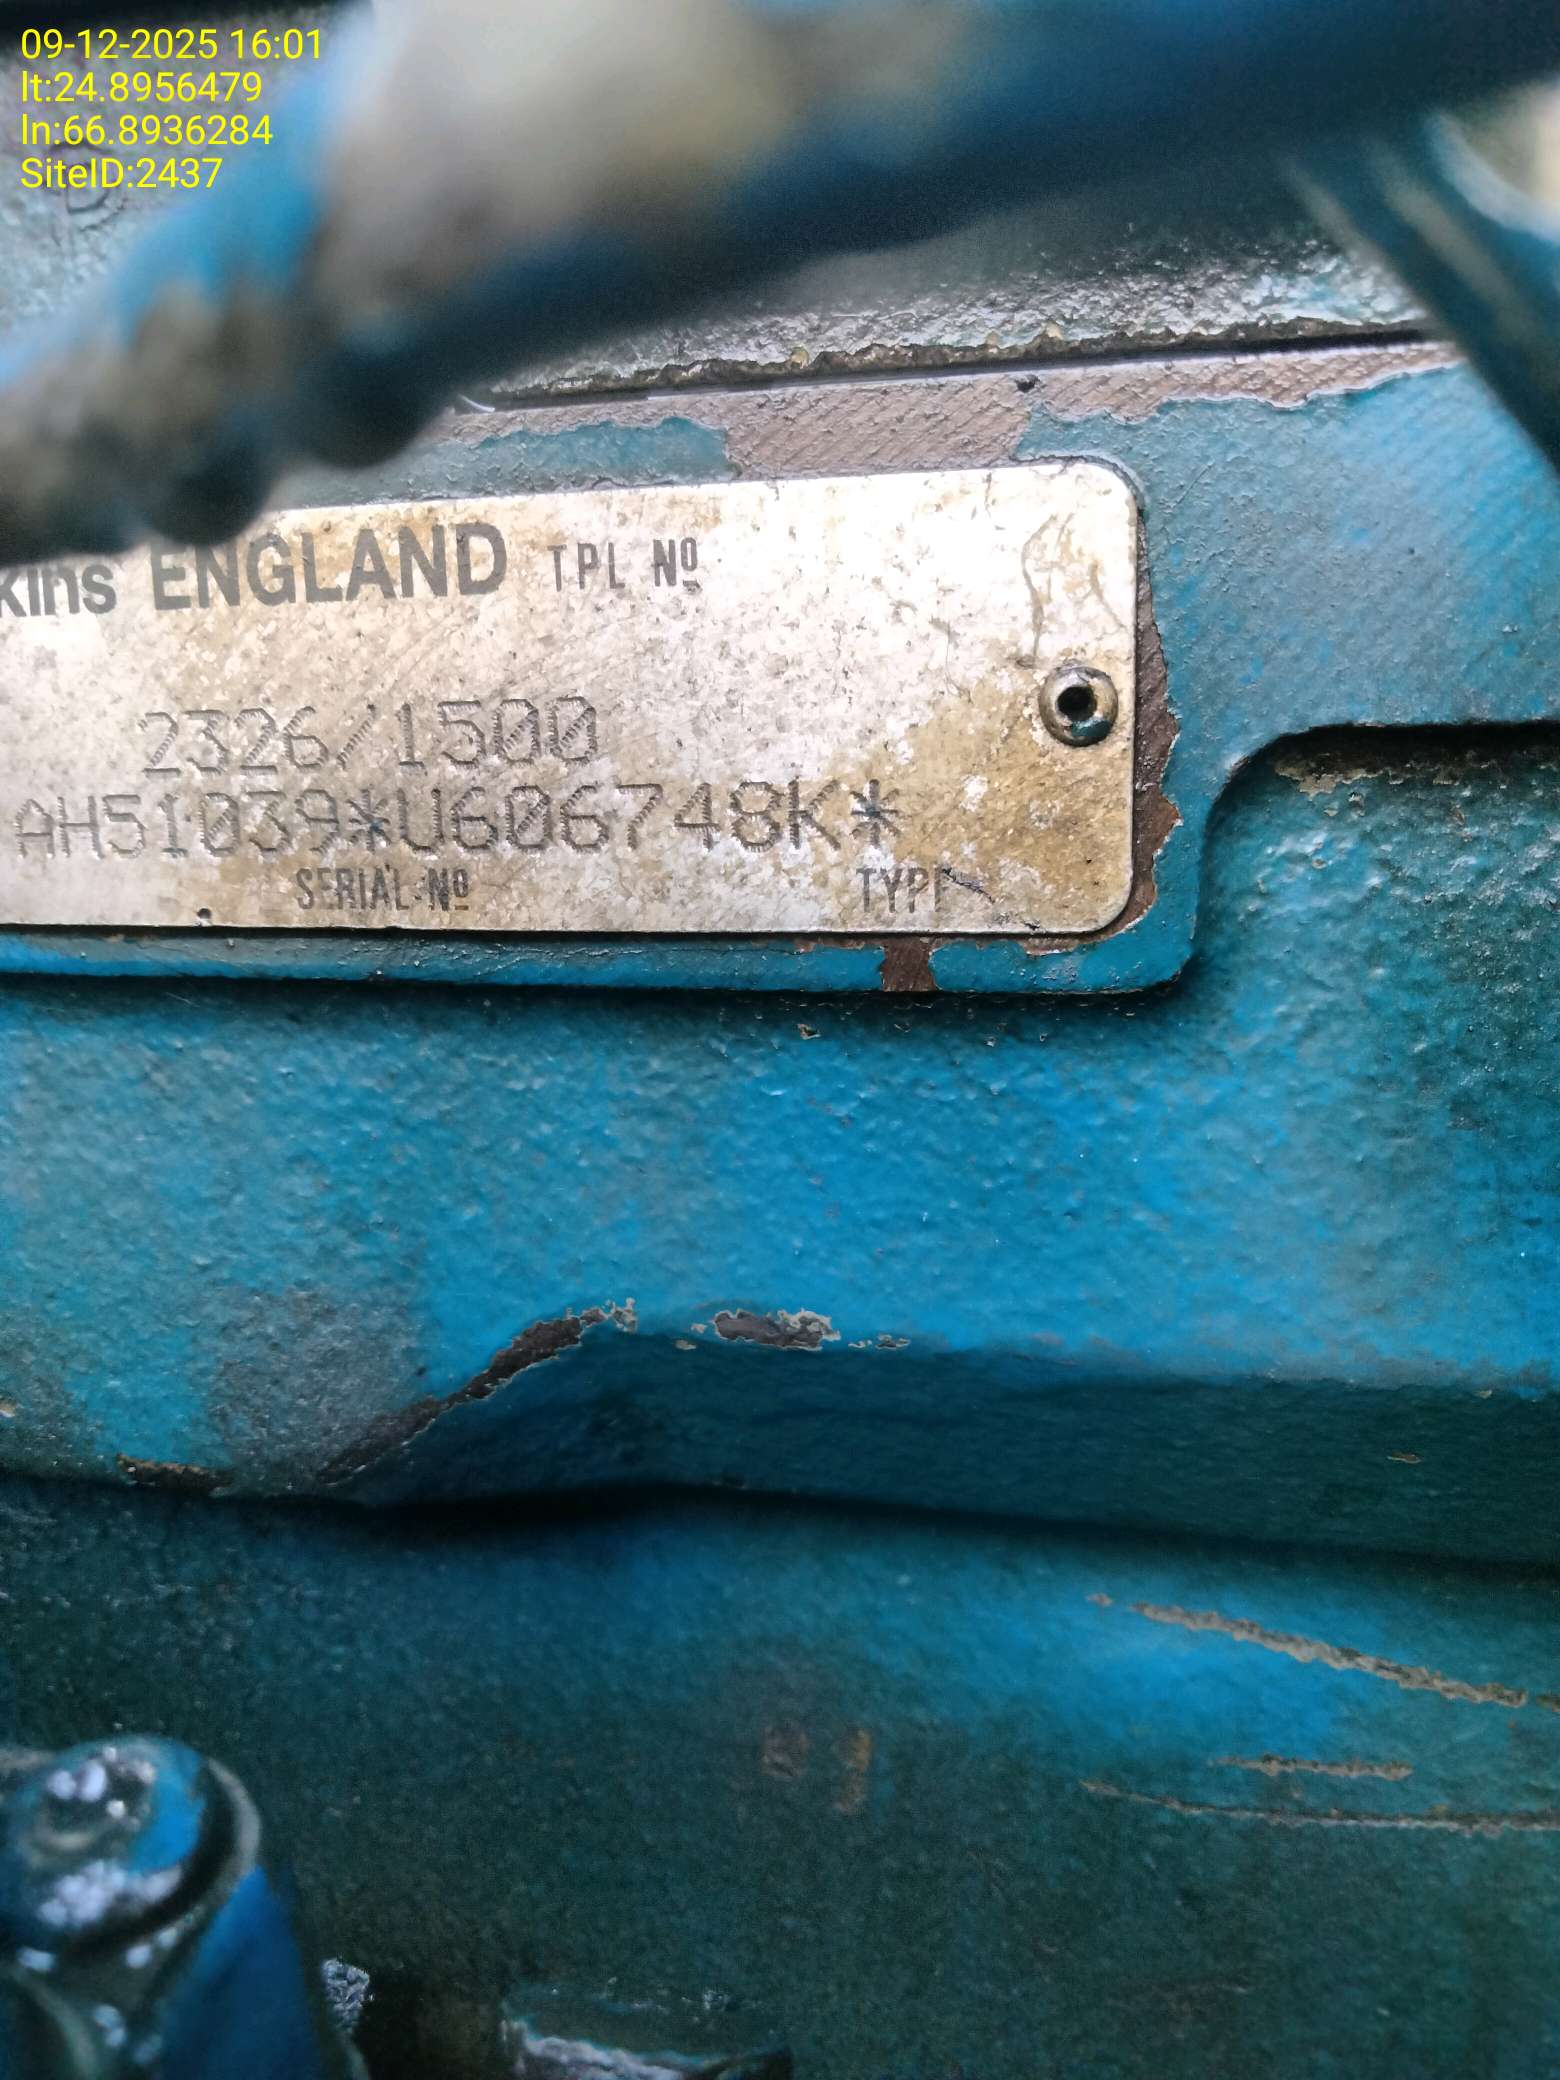 09-12-2025 16:01
lt:24.8956479
ln:66.8936284
SiteID:2437
kins ENGLAND TPL Nº
2326/1500
AH51039*U606748K*
SERIAL Nº TYPE